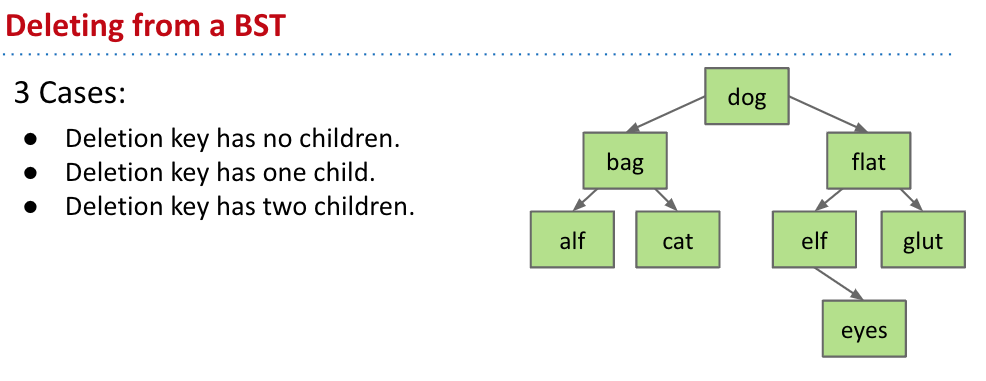 Deleting from a BST
3 Cases:
● Deletion key has no children.
● Deletion key has one child.
● Deletion key has two children.
dog
bag
flat
alf
cat
elf
glut
eyes